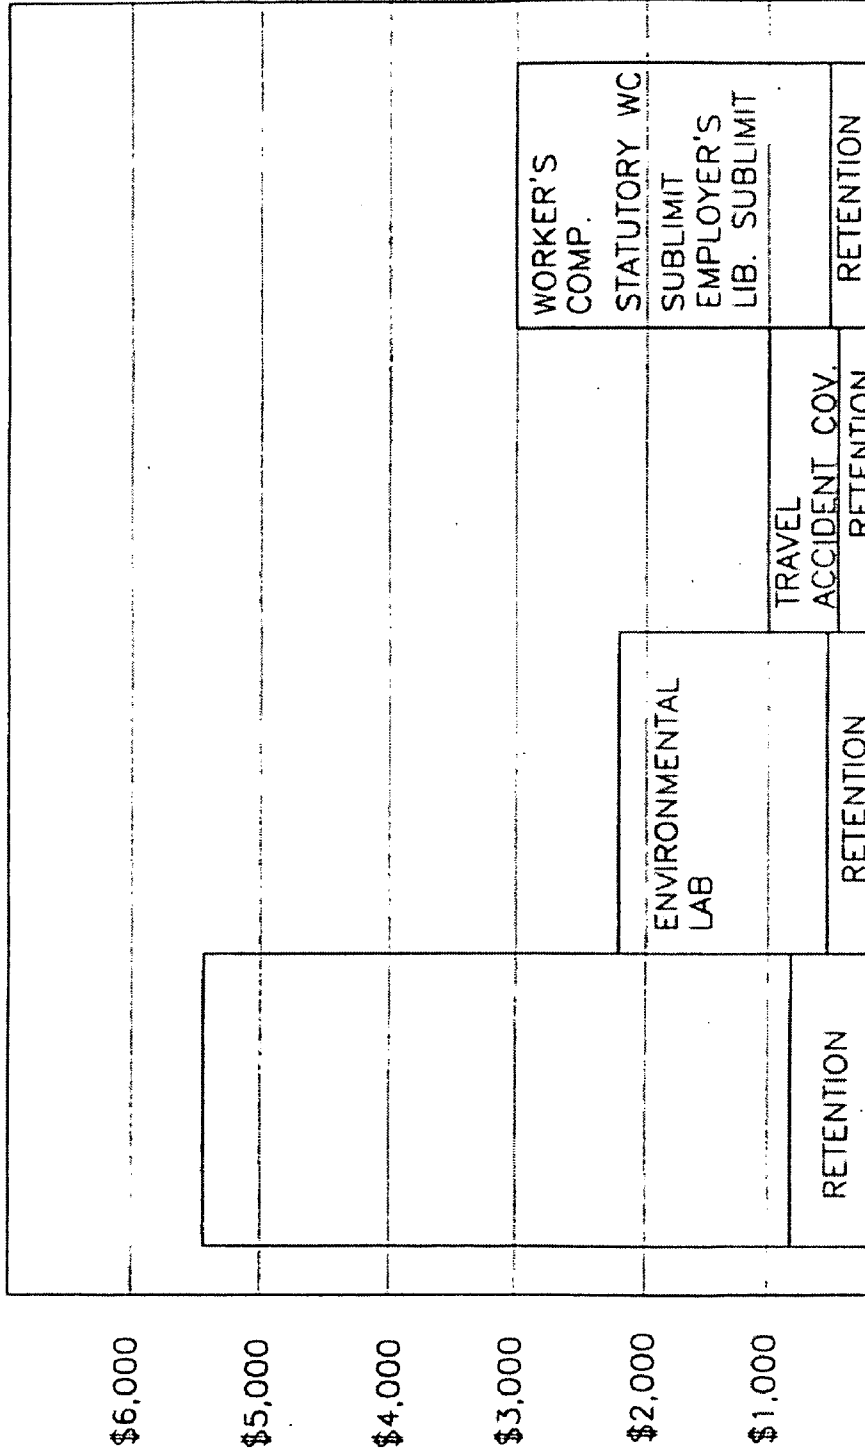 $6,000
$5,000
$4,000
$3,000
$2,000
$1,000
RETENTION
ENVIRONMENTAL
LAB
RETENTION
TRAVEL
ACCIDENT COV.
RETENTION
WORKER'S
COMP.
STATUTORY WC
SUBLIMIT
EMPLOYER'S
LIB. SUBLIMIT
RETENTION